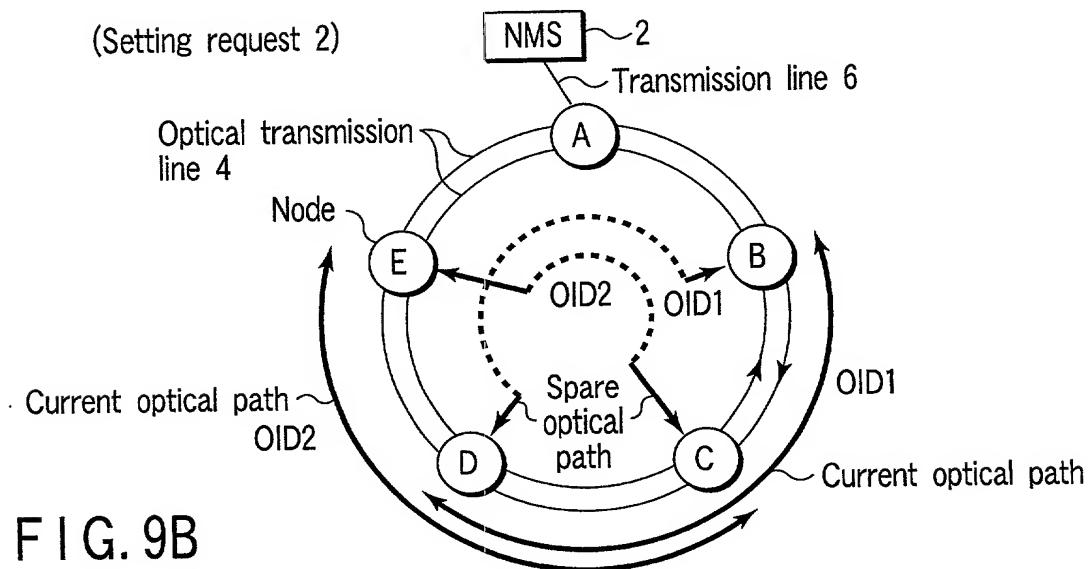 (Setting request 2)
NMS
2
Transmission line 6
Optical transmission
line 4
A
Node
E
B
OID2
OID1
OID1
Spare
optical
path
Current optical path
OID2
D
C
Current optical path
FIG. 9B